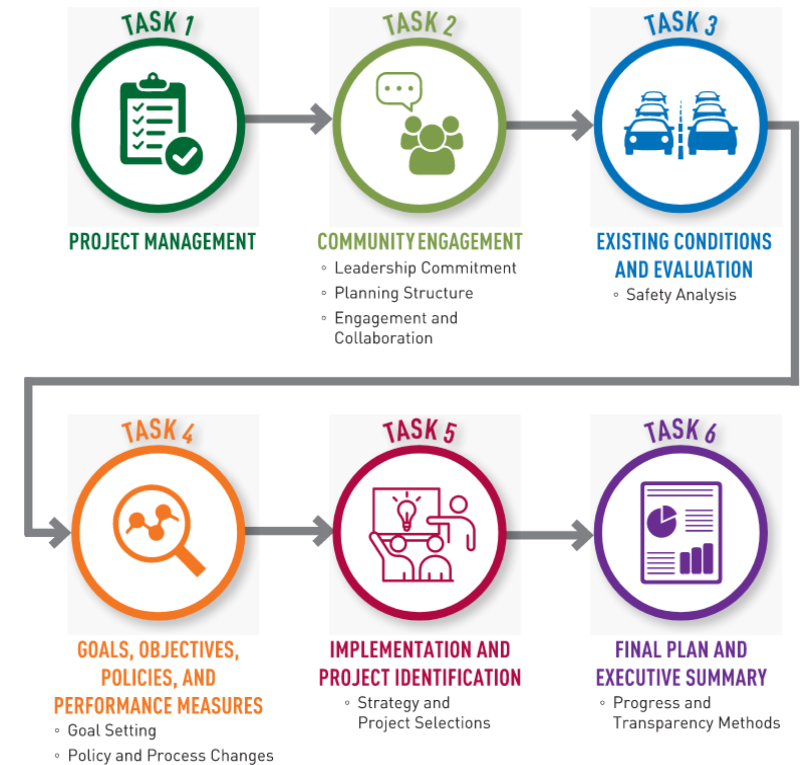 TASK 1
TASK 2
TASK 3
PROJECT MANAGEMENT
COMMUNITY ENGAGEMENT
◦ Leadership Commitment
◦ Planning Structure
◦ Engagement and
Collaboration
EXISTING CONDITIONS
AND EVALUATION
◦ Safety Analysis
TASK 4
TASK 5
TASK 6
GOALS, OBJECTIVES,
POLICIES, AND
PERFORMANCE MEASURES
◦ Goal Setting
◦ Policy and Process Changes
IMPLEMENTATION AND
PROJECT IDENTIFICATION
◦ Strategy and
Project Selections
FINAL PLAN AND
EXECUTIVE SUMMARY
◦ Progress and
Transparency Methods